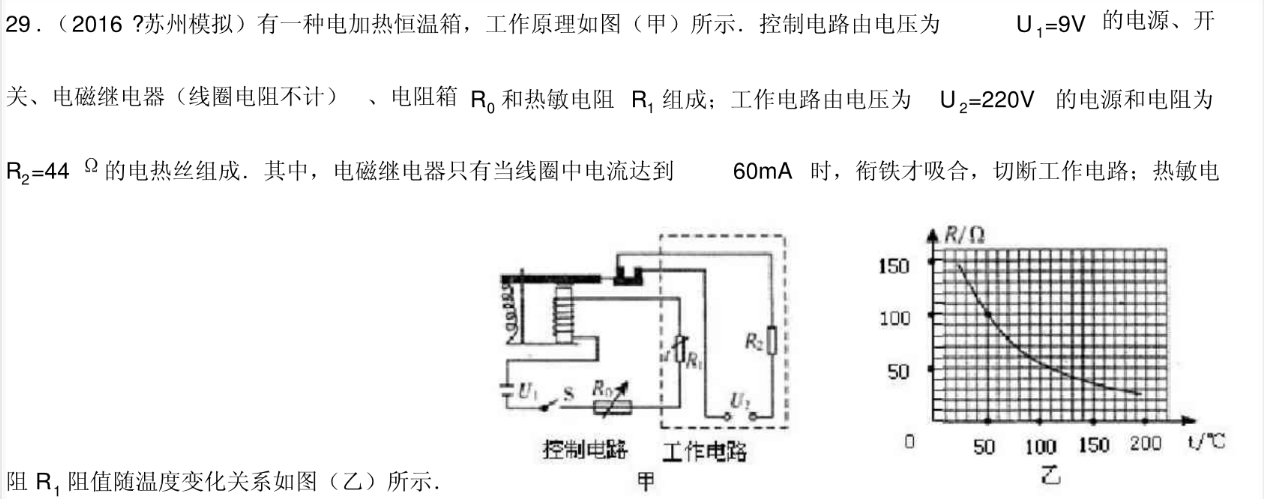 29．（2016 ?苏州模拟）有一种电加热恒温箱，工作原理如图（甲）所示．控制电路由电压为 U₁=9V 的电源、开
关、电磁继电器（线圈电阻不计） 、电阻箱 R₀ 和热敏电阻 R₁ 组成；工作电路由电压为 U₂=220V 的电源和电阻为
R₂=44 Ω 的电热丝组成．其中，电磁继电器只有当线圈中电流达到 60mA 时，衔铁才吸合，切断工作电路；热敏电
R₂
R₁
U₁ S R₀ U₂
控制电路 工作电路
甲
R/Ω
150
100
50
0 50 100 150 200 t/℃
乙
阻 R₁ 阻值随温度变化关系如图（乙）所示．